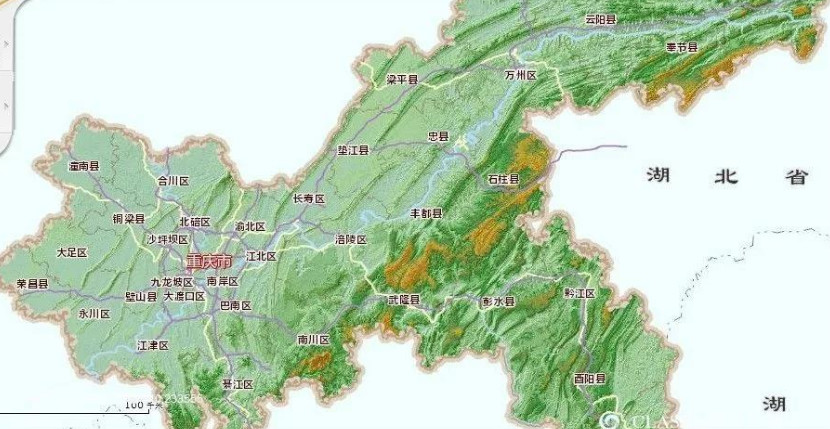 云阳县
奉节县
万州区
梁平县
忠县
垫江县
湖北省
石柱县
潼南县
合川区
长寿区
丰都县
铜梁县
北碚区
渝北区
沙坪坝区
涪陵区
大足区
江北区
重庆市
荣昌县
九龙坡区
南岸区
璧山县
大渡口区
黔江区
武隆县
彭水县
巴南区
永川区
南川区
江津区
綦江区
酉阳县
湖
100 千米